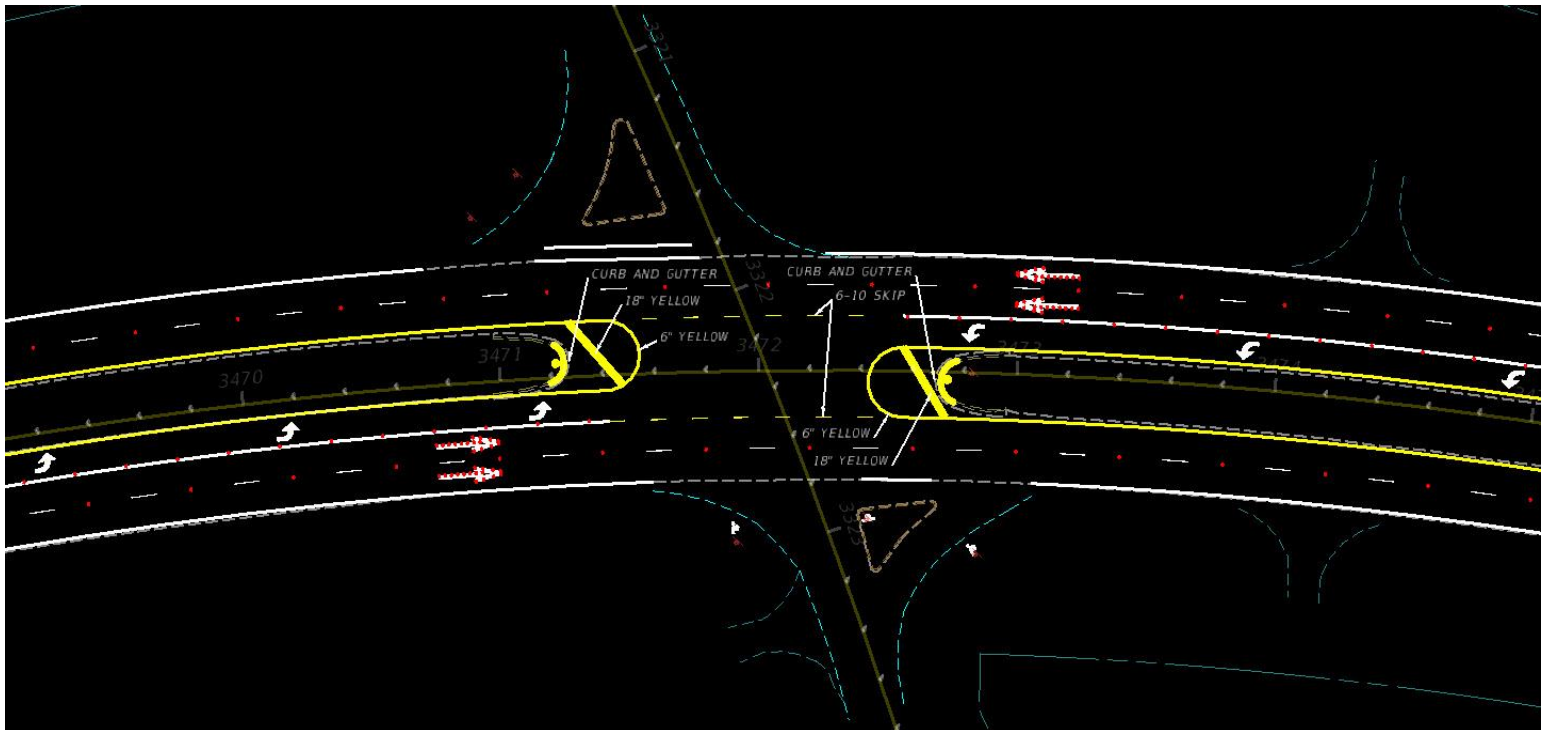 3321
CURB AND GUTTER
CURB AND GUTTER
3322
6-10 SKIP
18" YELLOW
6" YELLOW
3472
3471
3473
3474
3470
6" YELLOW
18" YELLOW
3323